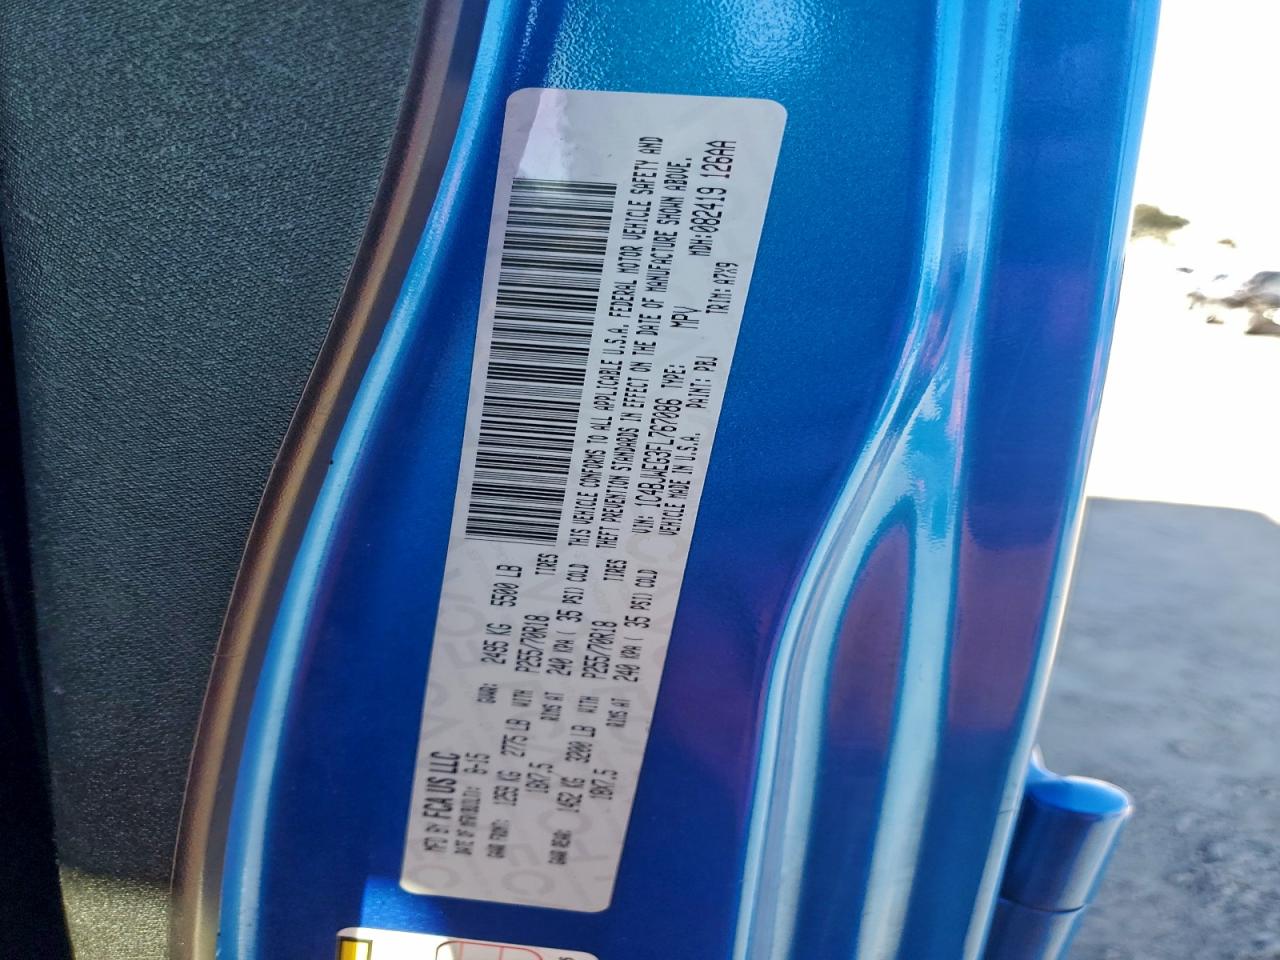 MFD BY FCA US LLC
DATE OF MFR(BUILT): 8-15 GVWR: 2495 KG 5500 LB
GAWR FRONT: 1259 KG 2775 LB WITH P255/70R18 TIRES
18X7.5 RIMS AT 240 KPA( 35 PSI) COLD
GAWR REAR: 1452 KG 3200 LB WITH P255/70R18 TIRES
18X7.5 RIMS AT 240 KPA( 35 PSI) COLD
THIS VEHICLE CONFORMS TO ALL APPLICABLE U.S.A. FEDERAL MOTOR VEHICLE SAFETY AND
THEFT PREVENTION STANDARDS IN EFFECT ON THE DATE OF MANUFACTURE SHOWN ABOVE.
VIN: 1C4BJWEG3FL767086 TYPE: MPV MDH:082419 126AA
VEHICLE MADE IN U.S.A. PAINT: PBJ TRIM: A7X9